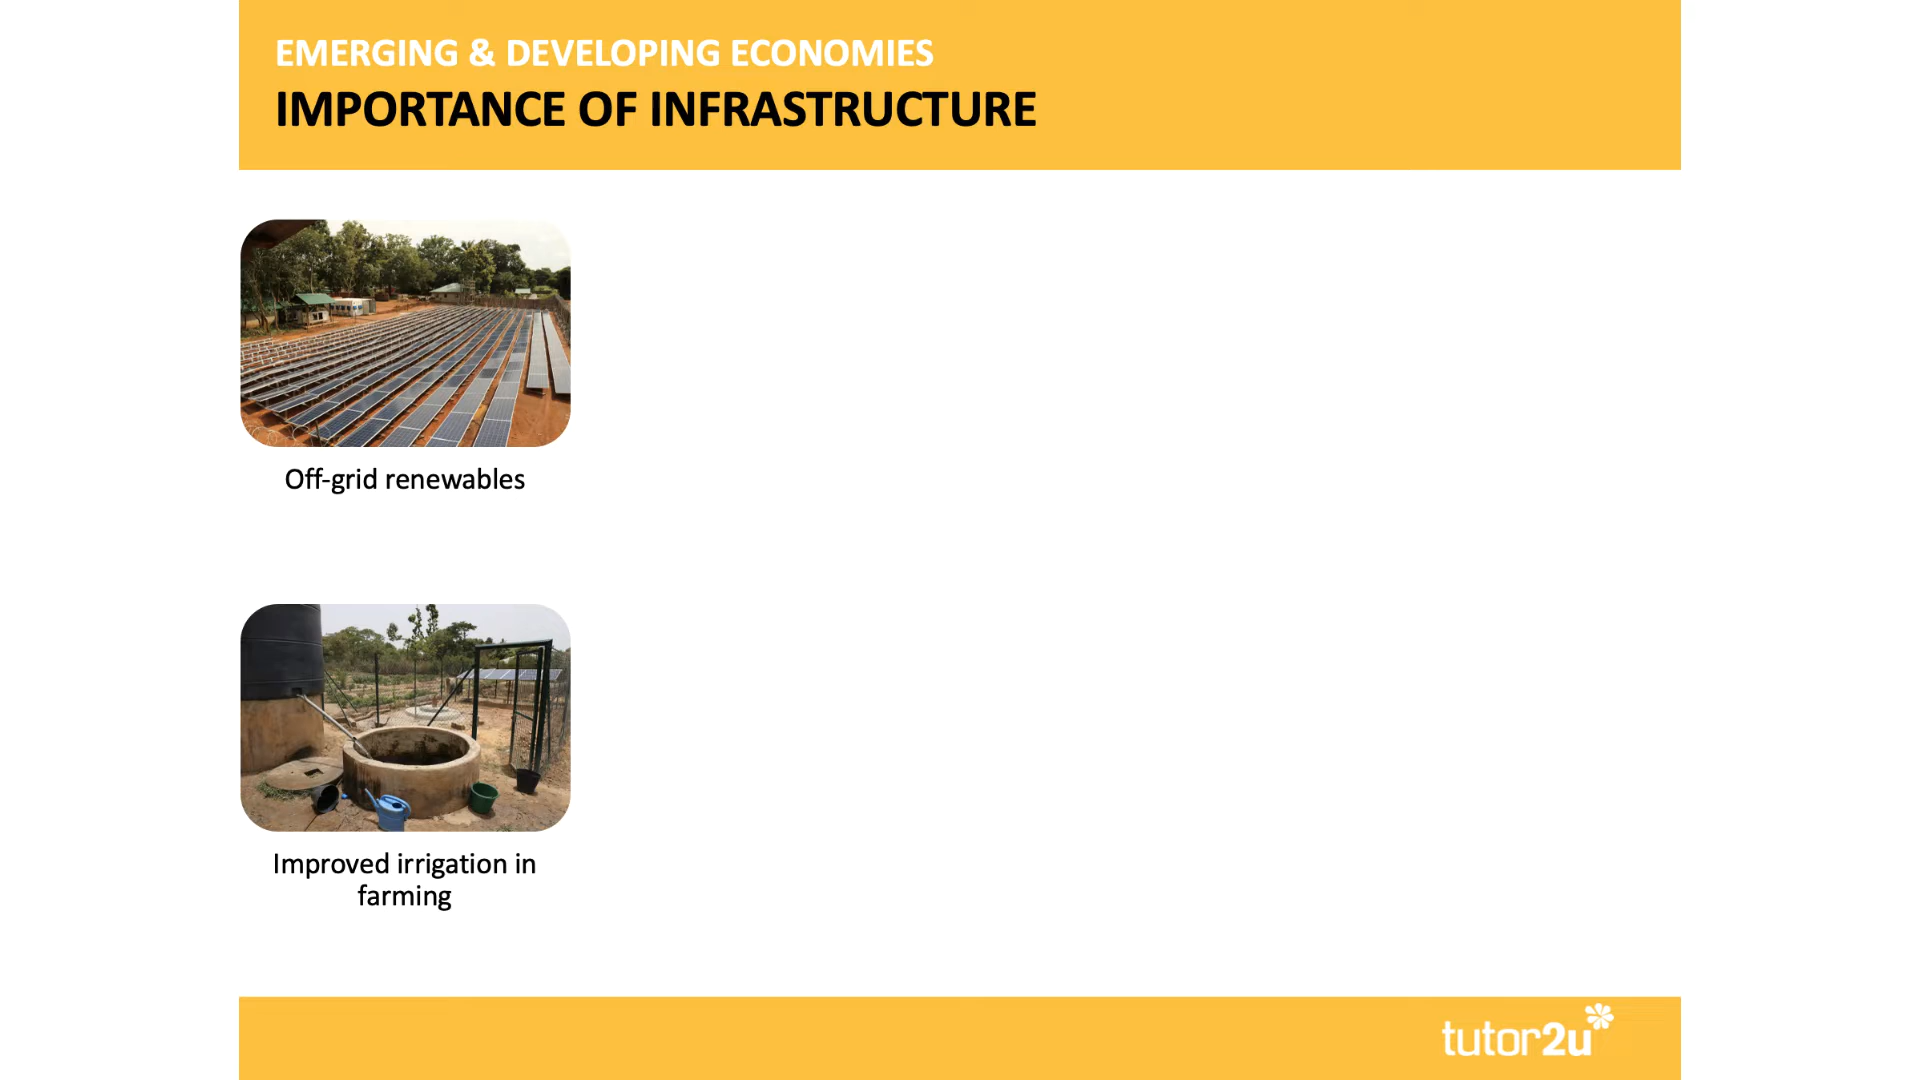 EMERGING & DEVELOPING ECONOMIES
IMPORTANCE OF INFRASTRUCTURE
Off-grid renewables
Improved irrigation in
farming
tutor2u